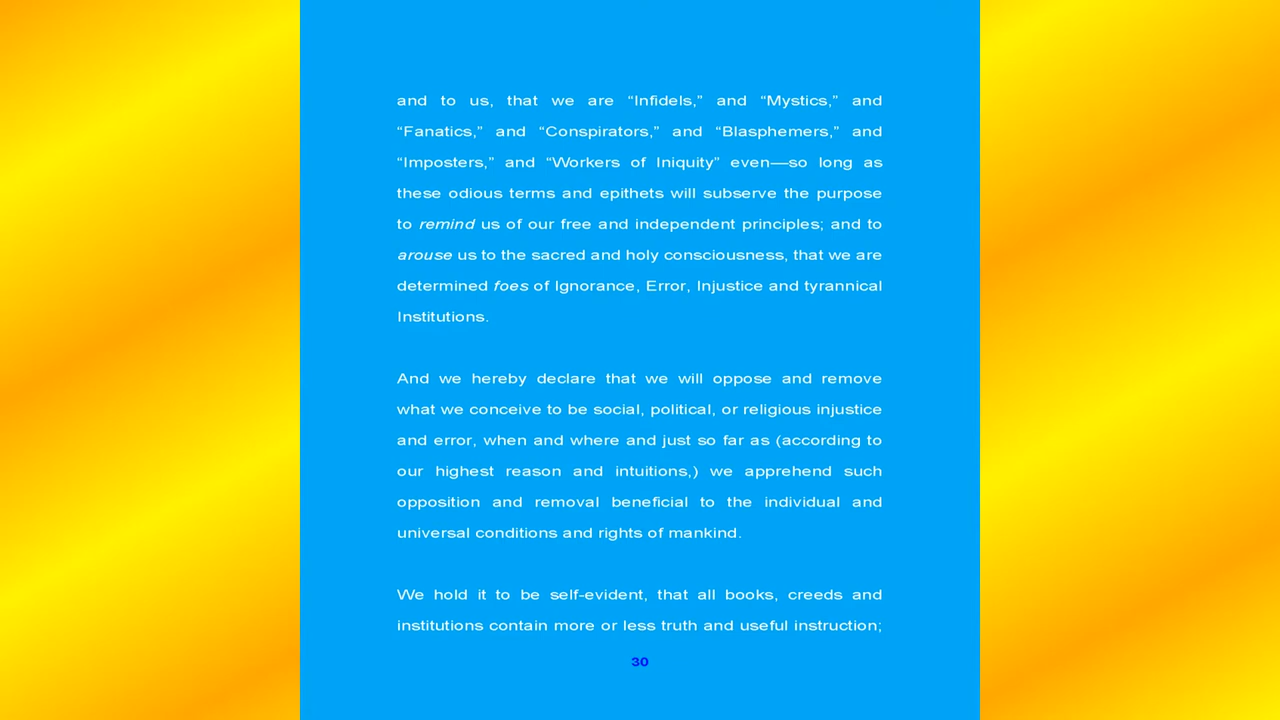 and to us, that we are “Infidels,” and “Mystics,” and
“Fanatics,” and “Conspirators,” and “Blasphemers,” and
“Imposters,” and “Workers of Iniquity” even—so long as
these odious terms and epithets will subserve the purpose
to remind us of our free and independent principles; and to
arouse us to the sacred and holy consciousness, that we are
determined foes of Ignorance, Error, Injustice and tyrannical
Institutions.
And we hereby declare that we will oppose and remove
what we conceive to be social, political, or religious injustice
and error, when and where and just so far as (according to
our highest reason and intuitions,) we apprehend such
opposition and removal beneficial to the individual and
universal conditions and rights of mankind.
We hold it to be self-evident, that all books, creeds and
institutions contain more or less truth and useful instruction;
30